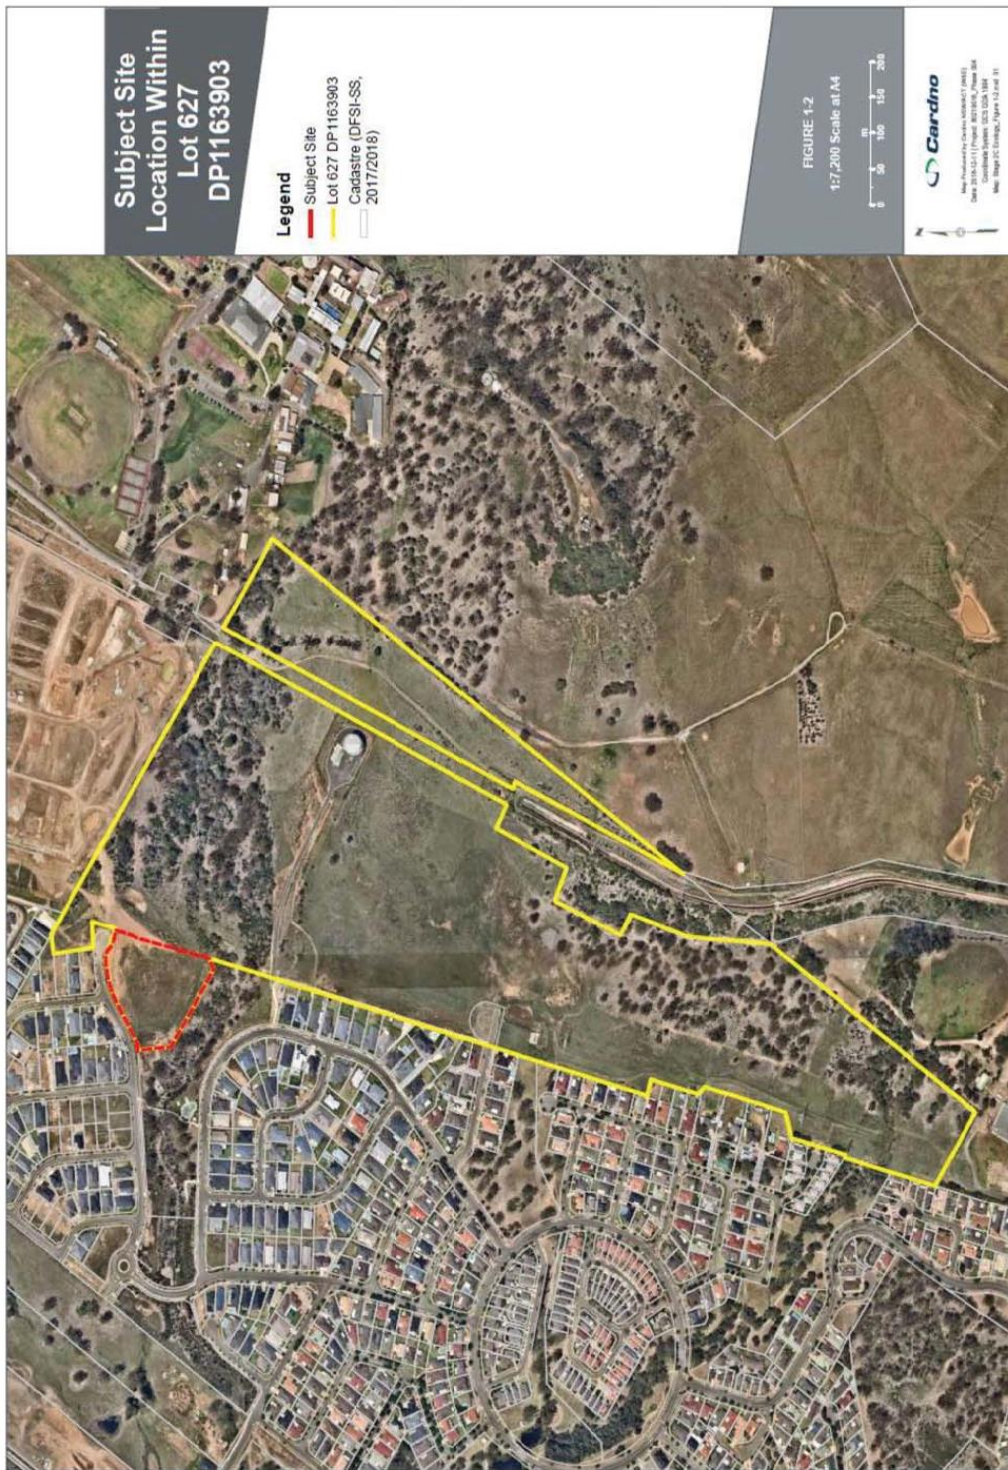 Subject Site
Location Within
Lot 627
DP1163903
Legend
Subject Site
Lot 627 DP1163903
Cadastre (DFSI-SS,
2017/2018)
FIGURE 1-2
1:7,200 Scale at A4
m
0 50 100 150 200
Cardno